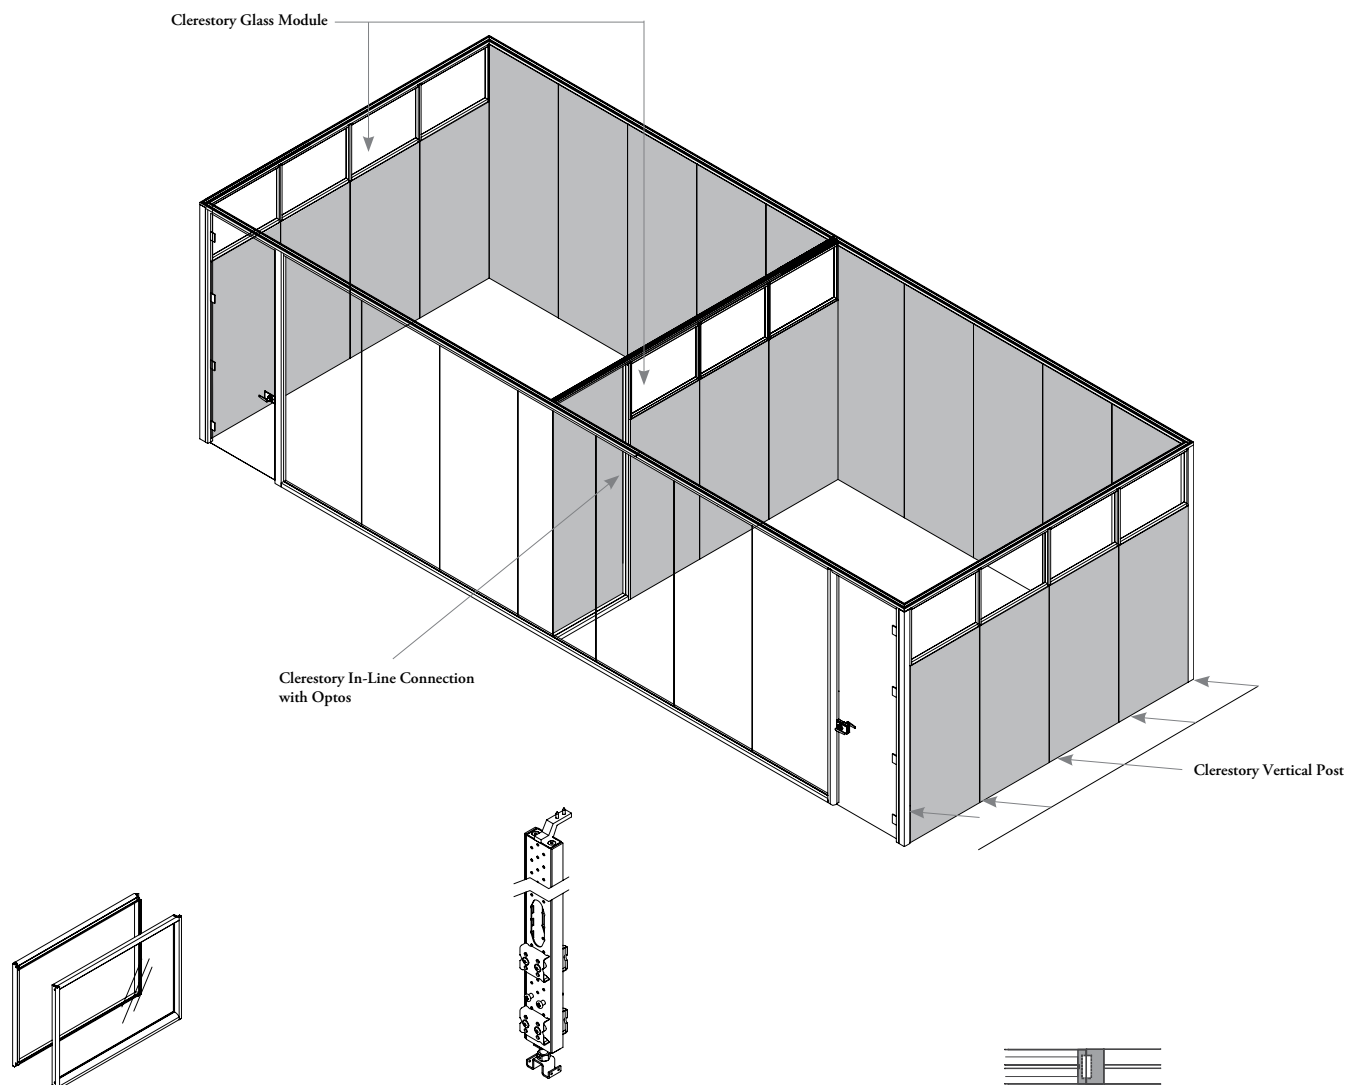 Clerestory Glass Module
Clerestory In-Line Connection
with Optos
Clerestory Vertical Post